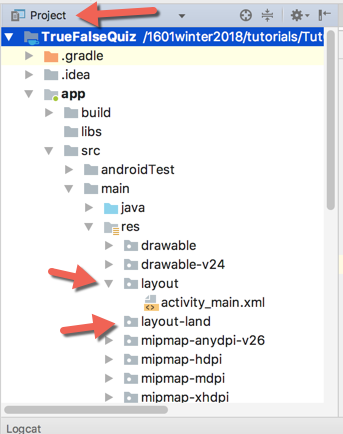 Project
TrueFalseQuiz /1601winter2018/tutorials/Tut
.gradle
.idea
app
build
libs
src
androidTest
main
java
res
drawable
drawable-v24
layout
activity_main.xml
layout-land
mipmap-anydpi-v26
mipmap-hdpi
mipmap-mdpi
mipmap-xhdpi
Logcat